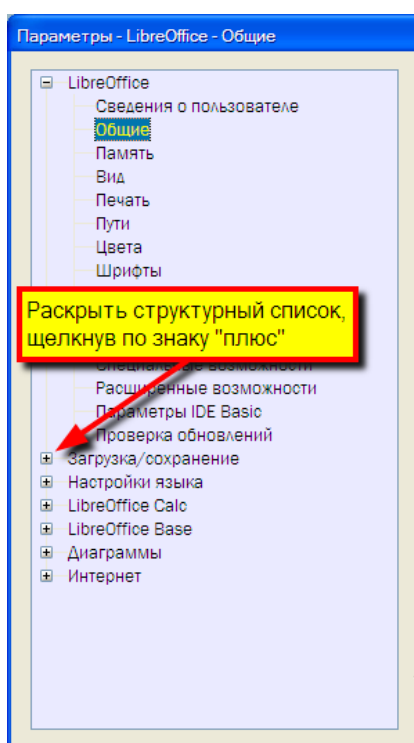 Параметры - LibreOffice - Общие
LibreOffice
Сведения о пользователе
Общие
Память
Вид
Печать
Пути
Цвета
Шрифты
Раскрыть структурный список,
щелкнув по знаку "плюс"
Специальные возможности
Расширенные возможности
Параметры IDE Basic
Проверка обновлений
Загрузка/сохранение
Настройки языка
LibreOffice Calc
LibreOffice Base
Диаграммы
Интернет